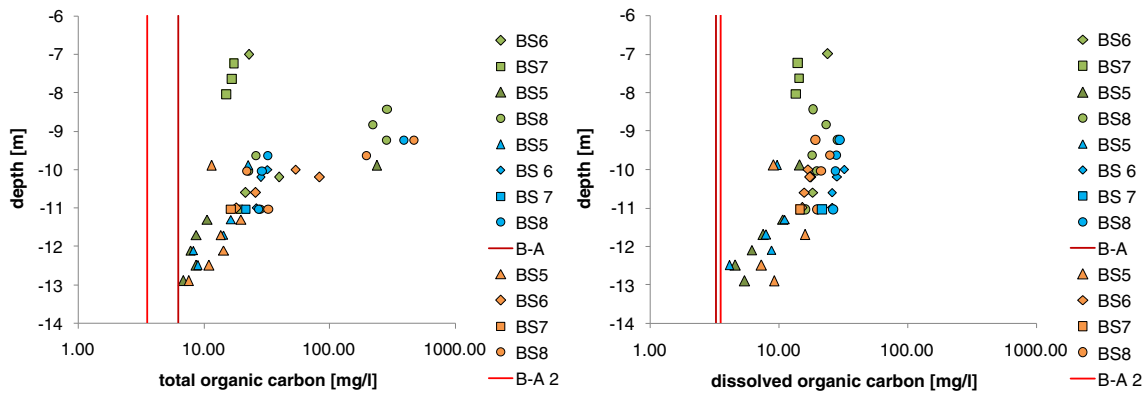 -6
-7
-8
-9
-10
-11
-12
-13
-14
depth [m]
1.00 10.00 100.00 1000.00
total organic carbon [mg/l]
BS6
BS7
BS5
BS8
BS5
BS 6
BS 7
BS8
B-A
BS5
BS6
BS7
BS8
B-A 2
-6
-7
-8
-9
-10
-11
-12
-13
-14
depth [m]
1.00 10.00 100.00 1000.00
dissolved organic carbon [mg/l]
BS6
BS7
BS5
BS8
BS5
BS 6
BS 7
BS8
B-A
BS5
BS6
BS7
BS8
B-A 2